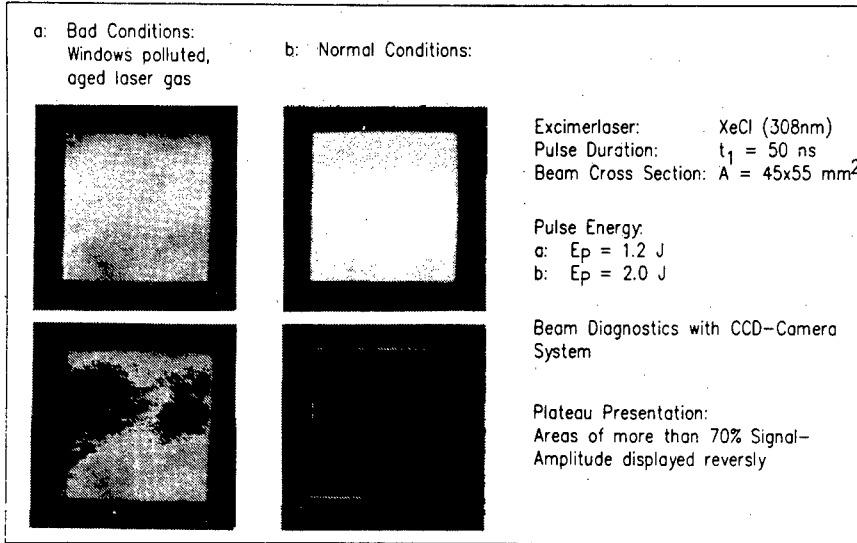 a: Bad Conditions:
Windows polluted,
aged laser gas
b: Normal Conditions:
Excimerlaser: XeCl (308nm)
Pulse Duration: t1 = 50 ns
Beam Cross Section: A = 45x55 mm2
Pulse Energy:
a: Ep = 1.2 J
b: Ep = 2.0 J
Beam Diagnostics with CCD-Camera
System
Plateau Presentation:
Areas of more than 70% Signal-
Amplitude displayed reversly